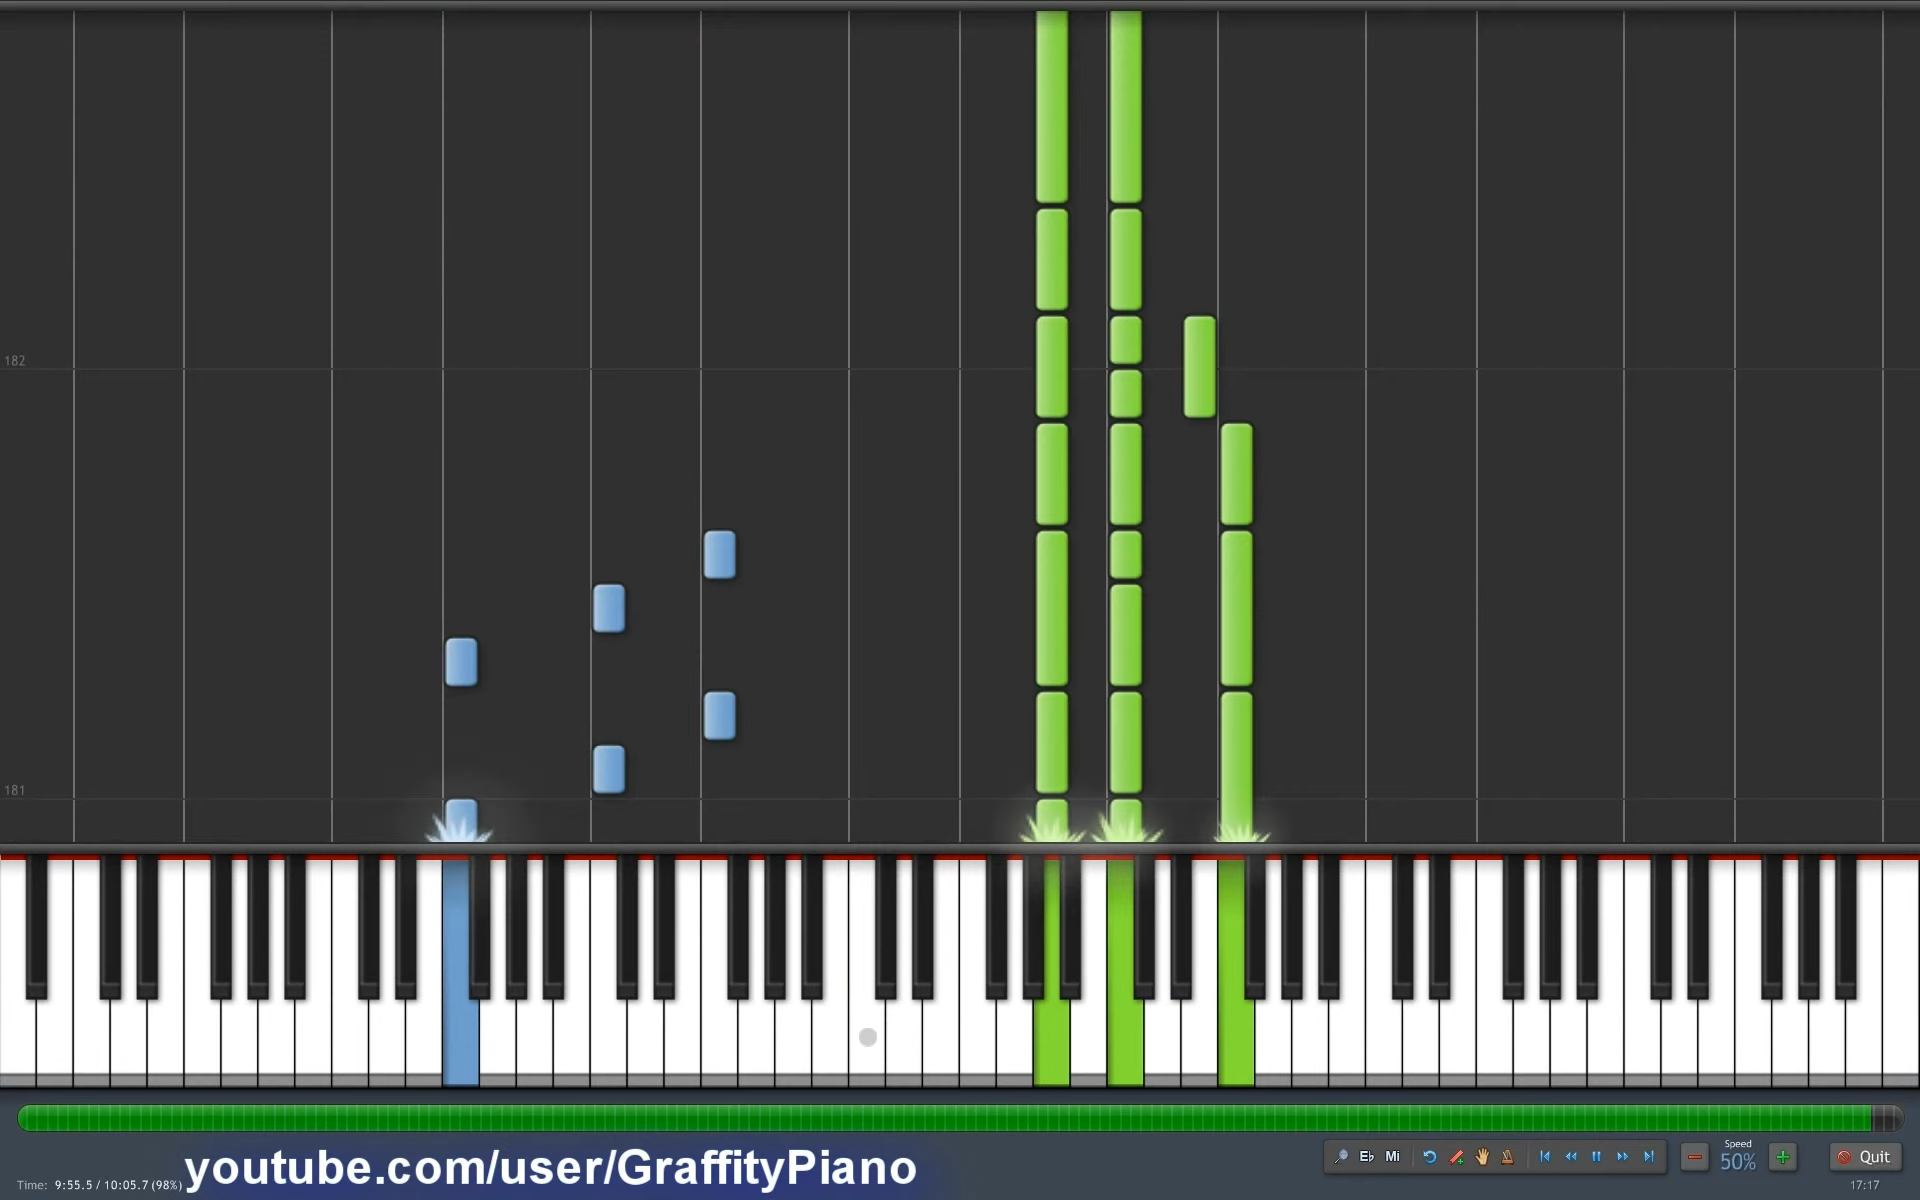 182
181
youtube.com/user/GraffityPiano
Time: 9:55.5 / 10:05.7 (98%)
Eb Mi
Speed
50%
Quit
17:17